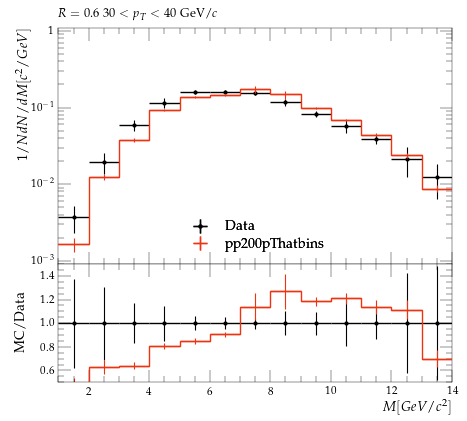 R = 0.6 30 < p_T < 40 GeV/c
1/NdN/dM[c²/GeV]
1
10⁻¹
10⁻²
10⁻³
Data
pp200pThatbins
MC/Data
1.4
1.2
1.0
0.8
0.6
2 4 6 8 10 12 14
M[GeV/c²]